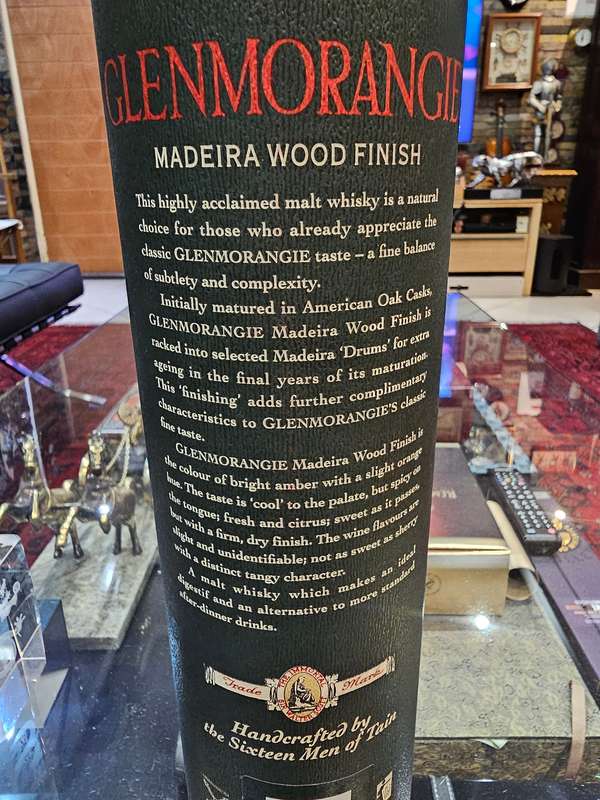 GLENMORANGIE
MADEIRA WOOD FINISH
This highly acclaimed malt whisky is a natural
choice for those who already appreciate the
classic GLENMORANGIE taste – a fine balance
of subtlety and complexity.
Initially matured in American Oak Casks,
GLENMORANGIE Madeira Wood Finish is
racked into selected Madeira 'Drums' for extra
ageing in the final years of its maturation.
This 'finishing' adds further complimentary
characteristics to GLENMORANGIE'S classic
fine taste.
GLENMORANGIE Madeira Wood Finish is
the colour of bright amber with a slight orange
hue. The taste is 'cool' to the palate, but spicy on
the tongue; fresh and citrus; sweet as it passes,
but with a firm, dry finish. The wine flavours are
slight and unidentifiable; not as sweet as sherry
with a distinct tangy character.
A malt whisky which makes an ideal
digestif and an alternative to more standard
after-dinner drinks.
Trade Mark
Handcrafted by
the Sixteen Men of Tain